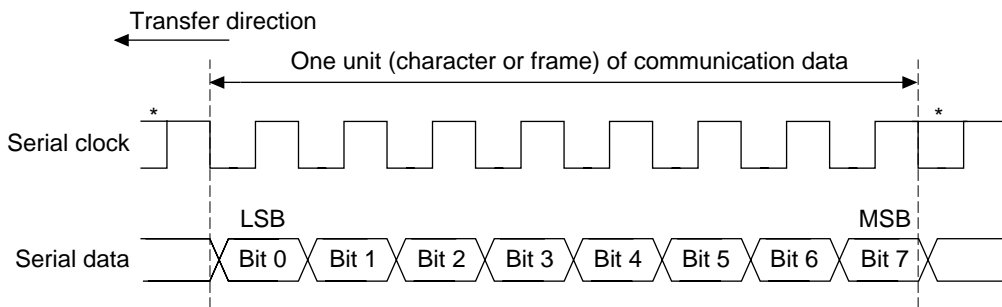 Transfer direction
One unit (character or frame) of communication data
* *
Serial clock
LSB MSB
Serial data Bit 0 Bit 1 Bit 2 Bit 3 Bit 4 Bit 5 Bit 6 Bit 7